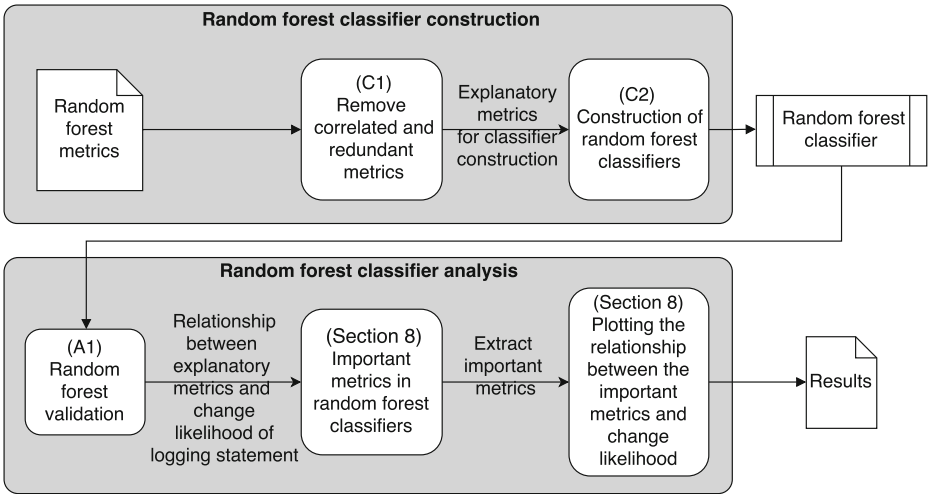 Random forest classifier construction
Random
forest
metrics
(C1)
Remove
correlated and
redundant
metrics
Explanatory
metrics
for classifier
construction
(C2)
Construction of
random forest
classifiers
Random forest
classifier
Random forest classifier analysis
(A1)
Random
forest
validation
Relationship
between
explanatory
metrics and
change
likelihood of
logging statement
(Section 8)
Important
metrics in
random forest
classifiers
Extract
important
metrics
(Section 8)
Plotting the
relationship
between the
important
metrics and
change
likelihood
Results